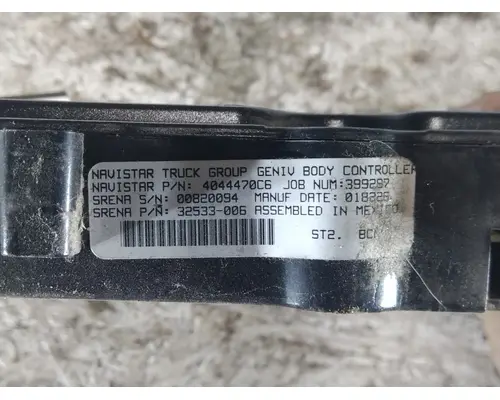 NAVISTAR TRUCK GROUP GENIV BODY CONTROLLER
NAVISTAR P/N: 4044470C6 JOB NUM:399297
SRENA S/N: 00820094 MANUF DATE: 018226
SRENA P/N: 32533-006 ASSEMBLED IN MEXICO
ST2.